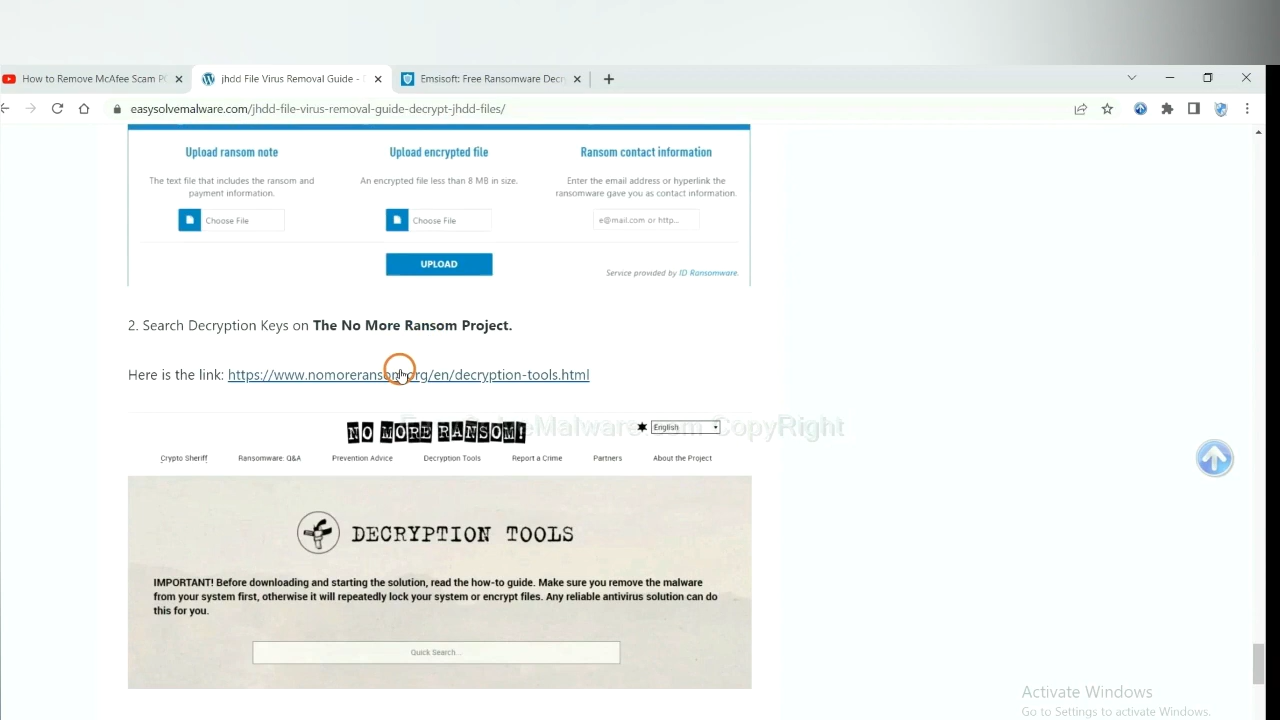 How to Remove McAfee Scam P
jhdd File Virus Removal Guide -
Emsisoft: Free Ransomware Decr
easysolvemalware.com/jhdd-file-virus-removal-guide-decrypt-jhdd-files/
Upload ransom note
Upload encrypted file
Ransom contact information
The text file that includes the ransom and
payment information.
An encrypted file less than 8 MB in size.
Enter the email address or hyperlink the
ransomware gave you as contact information.
Choose File
Choose File
e@mail.com or http...
UPLOAD
Service provided by ID Ransomware.
2. Search Decryption Keys on The No More Ransom Project.
Here is the link: https://www.nomoreransom.org/en/decryption-tools.html
NO MORE RANSOM!
English
Crypto Sheriff
Ransomware: Q&A
Prevention Advice
Decryption Tools
Report a Crime
Partners
About the Project
DECRYPTION TOOLS
IMPORTANT! Before downloading and starting the solution, read the how-to guide. Make sure you remove the malware
from your system first, otherwise it will repeatedly lock your system or encrypt files. Any reliable antivirus solution can do
this for you.
Quick Search...
Activate Windows
Go to Settings to activate Windows.